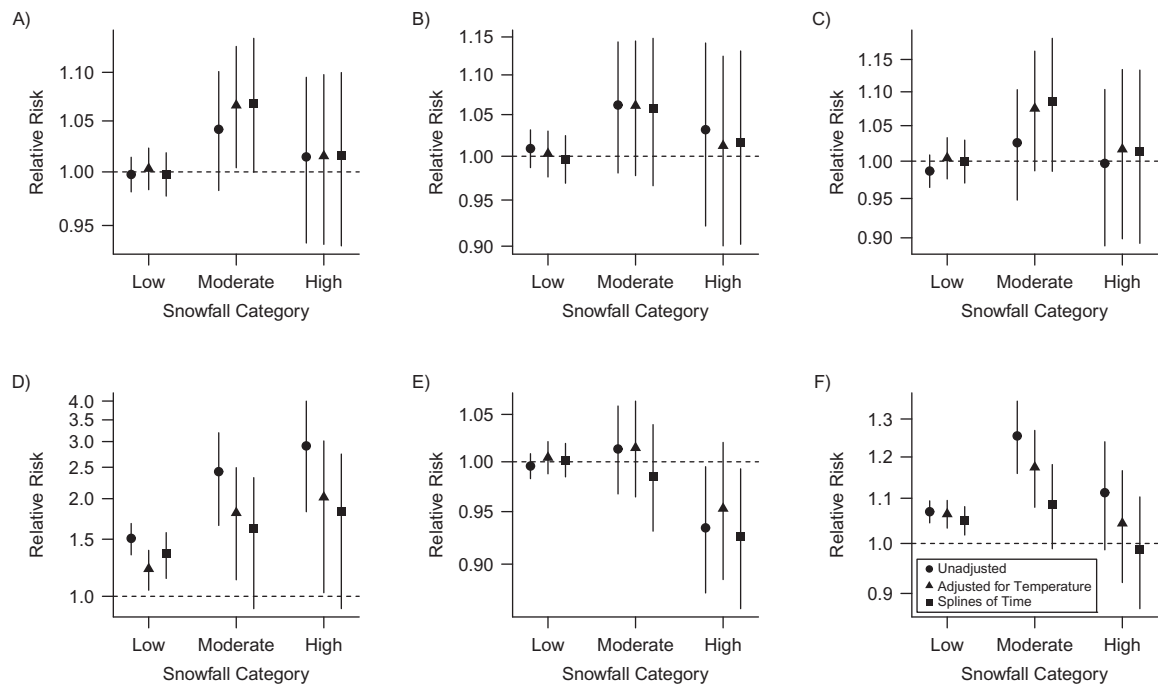 A)
Relative Risk
1.10
1.05
1.00
0.95
Low Moderate High
Snowfall Category
B)
Relative Risk
1.15
1.10
1.05
1.00
0.95
0.90
Low Moderate High
Snowfall Category
C)
Relative Risk
1.15
1.10
1.05
1.00
0.95
0.90
Low Moderate High
Snowfall Category
D)
Relative Risk
4.0
3.5
3.0
2.5
2.0
1.5
1.0
Low Moderate High
Snowfall Category
E)
Relative Risk
1.05
1.00
0.95
0.90
Low Moderate High
Snowfall Category
F)
Relative Risk
1.3
1.2
1.1
1.0
0.9
Unadjusted
Adjusted for Temperature
Splines of Time
Low Moderate High
Snowfall Category